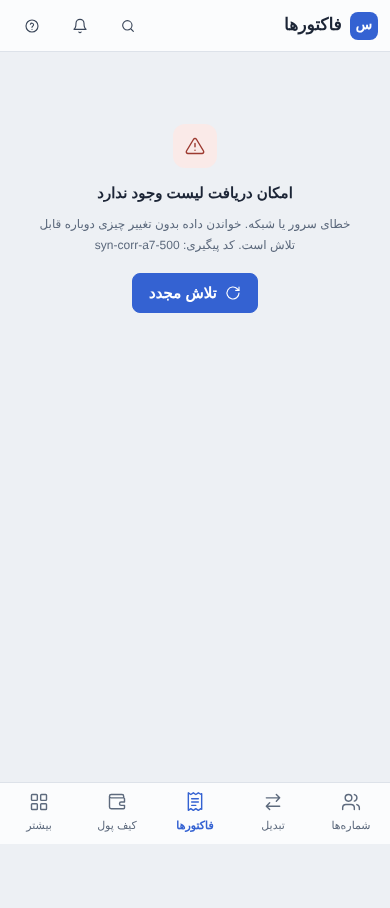 س فاکتورها
امکان دریافت لیست وجود ندارد
خطای سرور یا شبکه. خواندن داده بدون تغییر چیزی دوباره قابل
تلاش است. کد پیگیری: syn-corr-a7-500
تلاش مجدد
شماره‌ها
تبدیل
فاکتورها
کیف پول
بیشتر